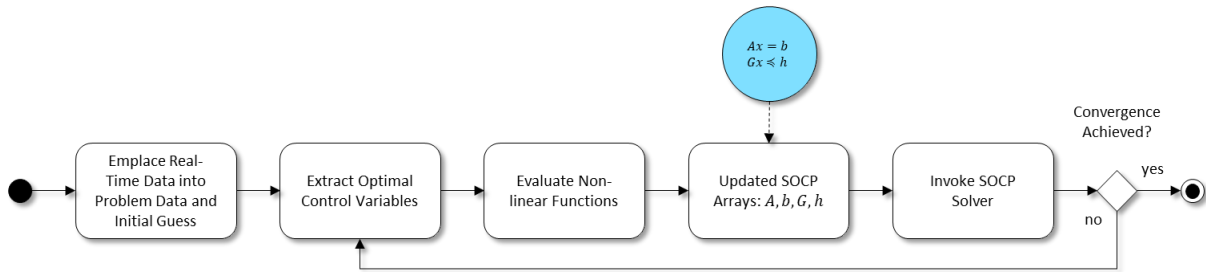 Ax = b
Gx ≼ h
Convergence
Achieved?
Emplace Real-
Time Data into
Problem Data and
Initial Guess
Extract Optimal
Control Variables
Evaluate Non-
linear Functions
Updated SOCP
Arrays: A, b, G, h
Invoke SOCP
Solver
yes
no